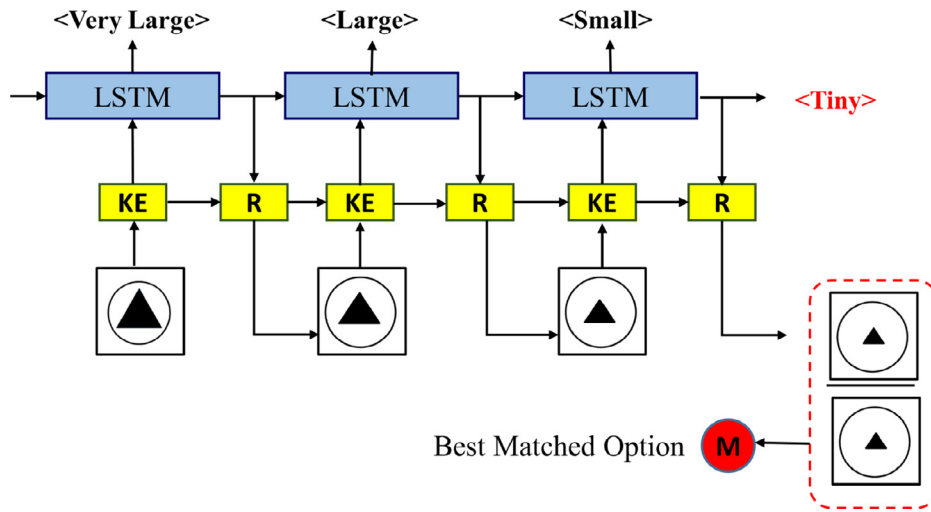 <Very Large> <Large> <Small>
LSTM LSTM LSTM <Tiny>
KE R KE R KE R
Best Matched Option M